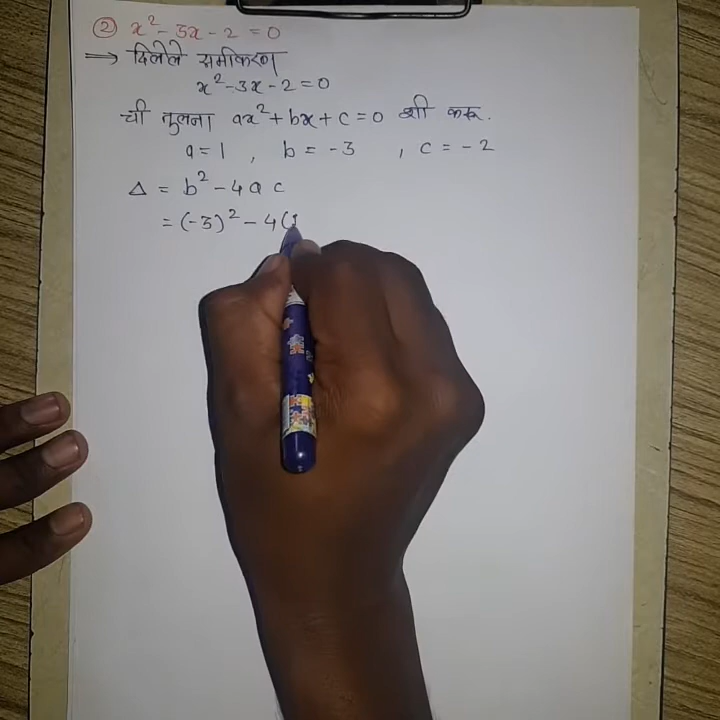 ② x² - 3x - 2 = 0
⇒ दिलेले समीकरण
x² - 3x - 2 = 0
ची तुलना ax² + bx + c = 0 शी करू.
a = 1 , b = -3 , c = -2
Δ = b² - 4ac
= (-3)² - 4(1